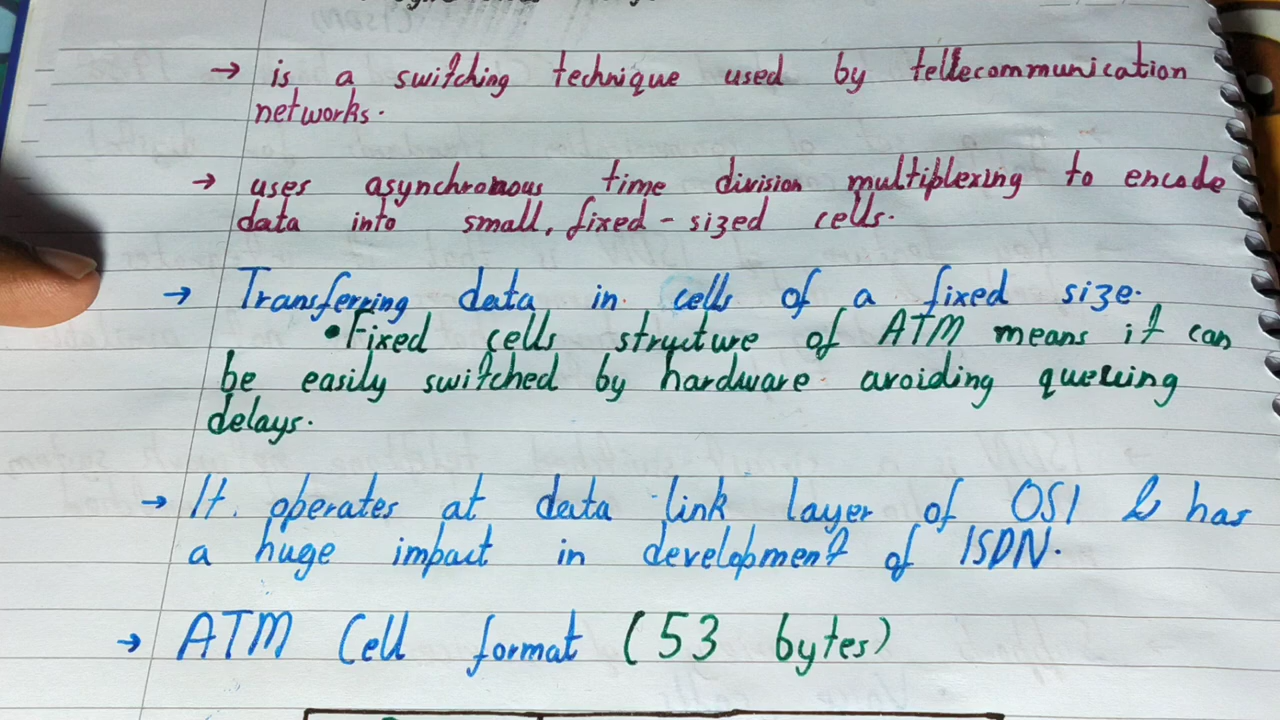 → is a switching technique used by tellecommunication
networks.
→ uses asynchronous time division multiplexing to encode
data into small, fixed-sized cells.
→ Transferring data in cells of a fixed size.
• Fixed cells structure of ATM means it can
be easily switched by hardware avoiding queuing
delays.
→ It operates at data link layer of OSI & has
a huge impact in development of ISDN.
→ ATM Cell format (53 bytes)